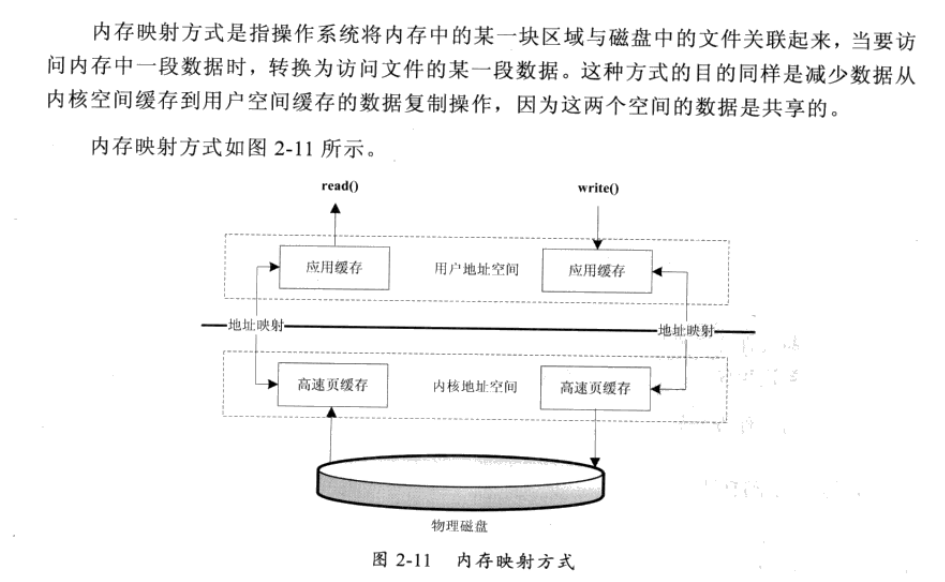 内存映射方式是指操作系统将内存中的某一块区域与磁盘中的文件关联起来，当要访
问内存中一段数据时，转换为访问文件的某一段数据。这种方式的目的同样是减少数据从
内核空间缓存到用户空间缓存的数据复制操作，因为这两个空间的数据是共享的。
内存映射方式如图 2-11 所示。
read() write()
应用缓存 用户地址空间 应用缓存
地址映射 地址映射
高速页缓存 内核地址空间 高速页缓存
物理磁盘
图 2-11 内存映射方式